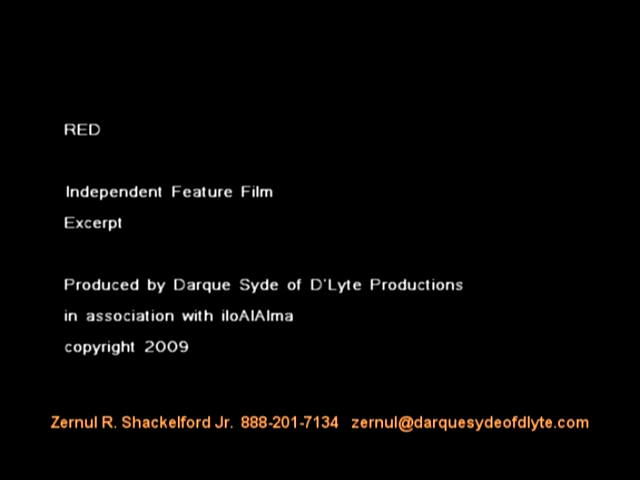 RED
Independent Feature Film
Excerpt
Produced by Darque Syde of D'Lyte Productions
in association with iloAlAlma
copyright 2009
Zernul R. Shackelford Jr. 888-201-7134 zernul@darquesydeofdlyte.com